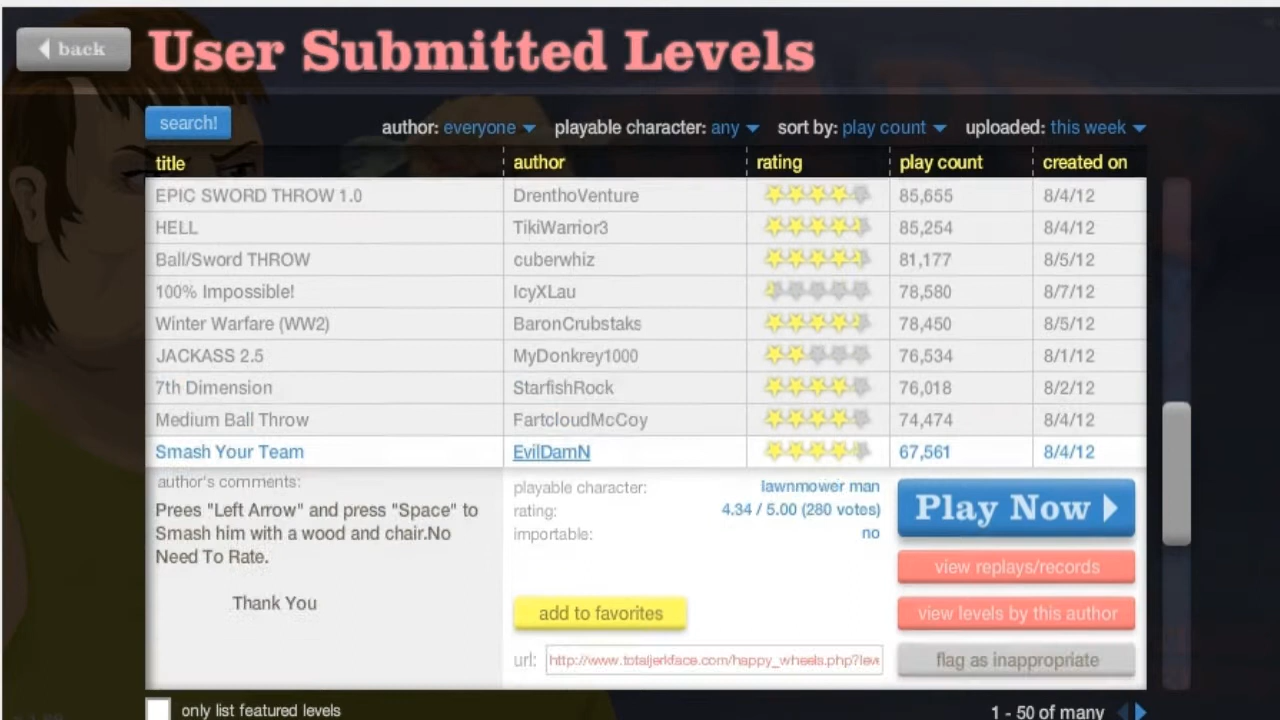 back
User Submitted Levels
search!
author: everyone playable character: any sort by: play count uploaded: this week
title author rating play count created on
EPIC SWORD THROW 1.0 DrenthoVenture 85,655 8/4/12
HELL TikiWarrior3 85,254 8/4/12
Ball/Sword THROW cuberwhiz 81,177 8/5/12
100% Impossible! IcyXLau 78,580 8/7/12
Winter Warfare (WW2) BaronCrubstaks 78,450 8/5/12
JACKASS 2.5 MyDonkrey1000 76,534 8/1/12
7th Dimension StarfishRock 76,018 8/2/12
Medium Ball Throw FartcloudMcCoy 74,474 8/4/12
Smash Your Team EvilDamN 67,561 8/4/12
author's comments:
Prees "Left Arrow" and press "Space" to
Smash him with a wood and chair.No
Need To Rate.
Thank You
playable character: lawnmower man
rating: 4.34 / 5.00 (280 votes)
importable: no
add to favorites
url: http://www.totaljerkface.com/happy_wheels.php?leve
Play Now
view replays/records
view levels by this author
flag as inappropriate
only list featured levels
1 - 50 of many